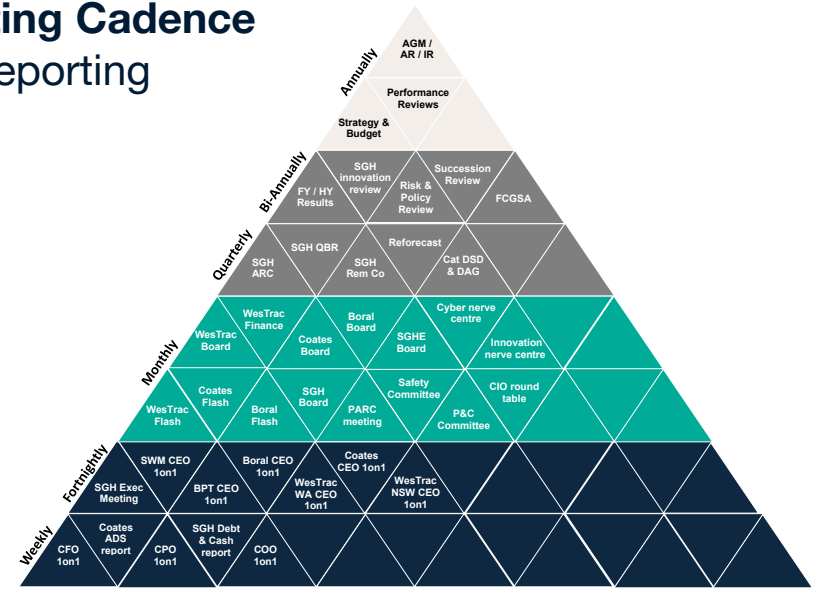 ting Cadence
eporting
Annually
AGM /
AR / IR
Performance
Reviews
Strategy &
Budget
Bi-Annually
FY / HY
Results
SGH
innovation
review
Risk &
Policy
Review
Succession
Review
FCGSA
Quarterly
SGH
ARC
SGH QBR
SGH
Rem Co
Reforecast
Cat DSD
& DAG
Monthly
WesTrac
Board
WesTrac
Finance
Coates
Board
Boral
Board
SGHE
Board
Cyber nerve
centre
Innovation
nerve centre
WesTrac
Flash
Coates
Flash
Boral
Flash
SGH
Board
PARC
meeting
Safety
Committee
P&C
Committee
CIO round
table
Fortnightly
SGH Exec
Meeting
SWM CEO
1on1
BPT CEO
1on1
Boral CEO
1on1
WesTrac
WA CEO
1on1
Coates
CEO 1on1
WesTrac
NSW CEO
1on1
Weekly
CFO
1on1
Coates
ADS
report
CPO
1on1
SGH Debt
& Cash
report
COO
1on1